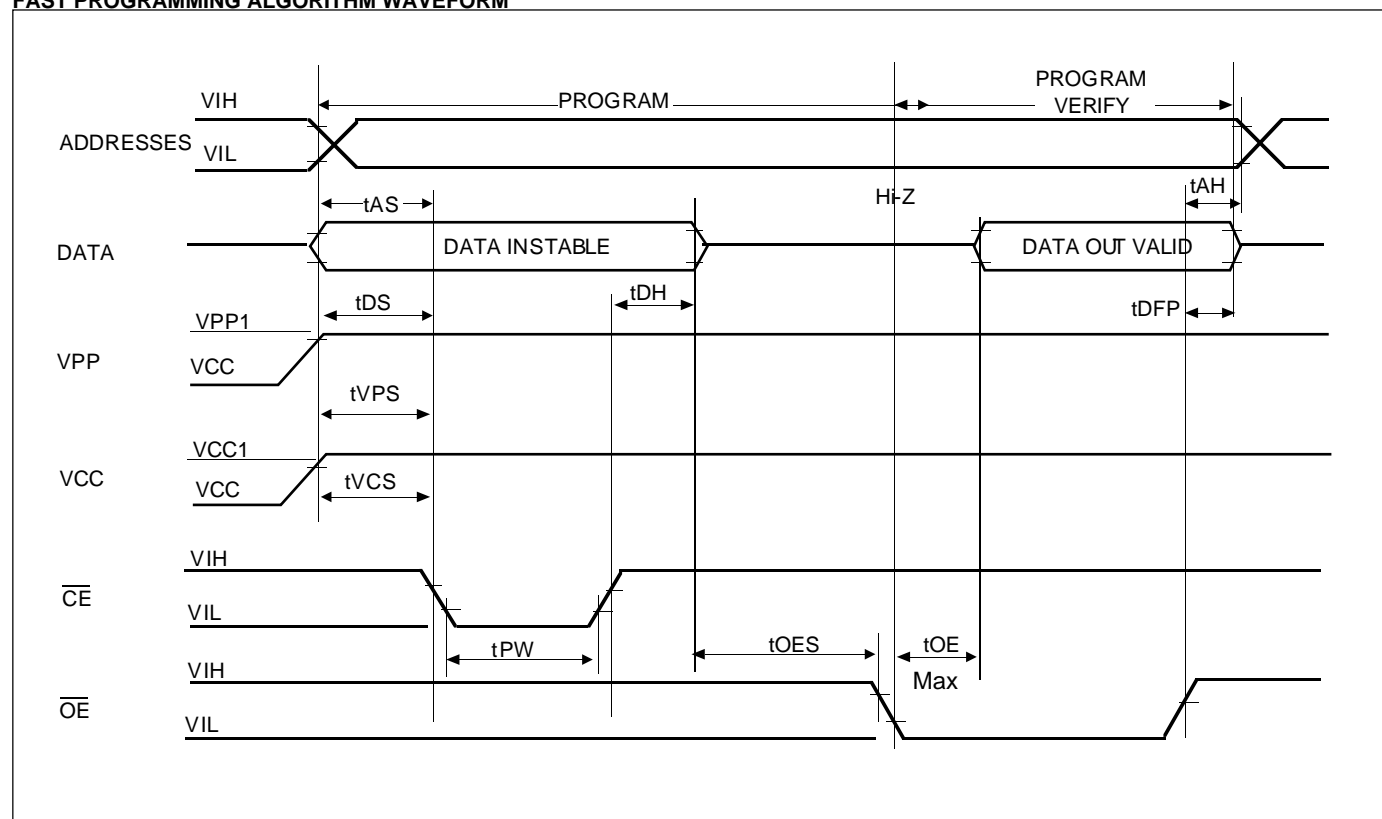 FAST PROGRAMMING ALGORITHM WAVEFORM
PROGRAM
VIH
PROGRAM
VERIFY
ADDRESSES
VIL
tAS
Hi-Z
tAH
DATA
DATA INSTABLE
DATA OUT VALID
tDS
tDH
tDFP
VPP1
VPP
VCC
tVPS
VCC1
VCC
VCC
tVCS
VIH
CE
VIL
tPW
tOES
tOE
VIH
Max
OE
VIL